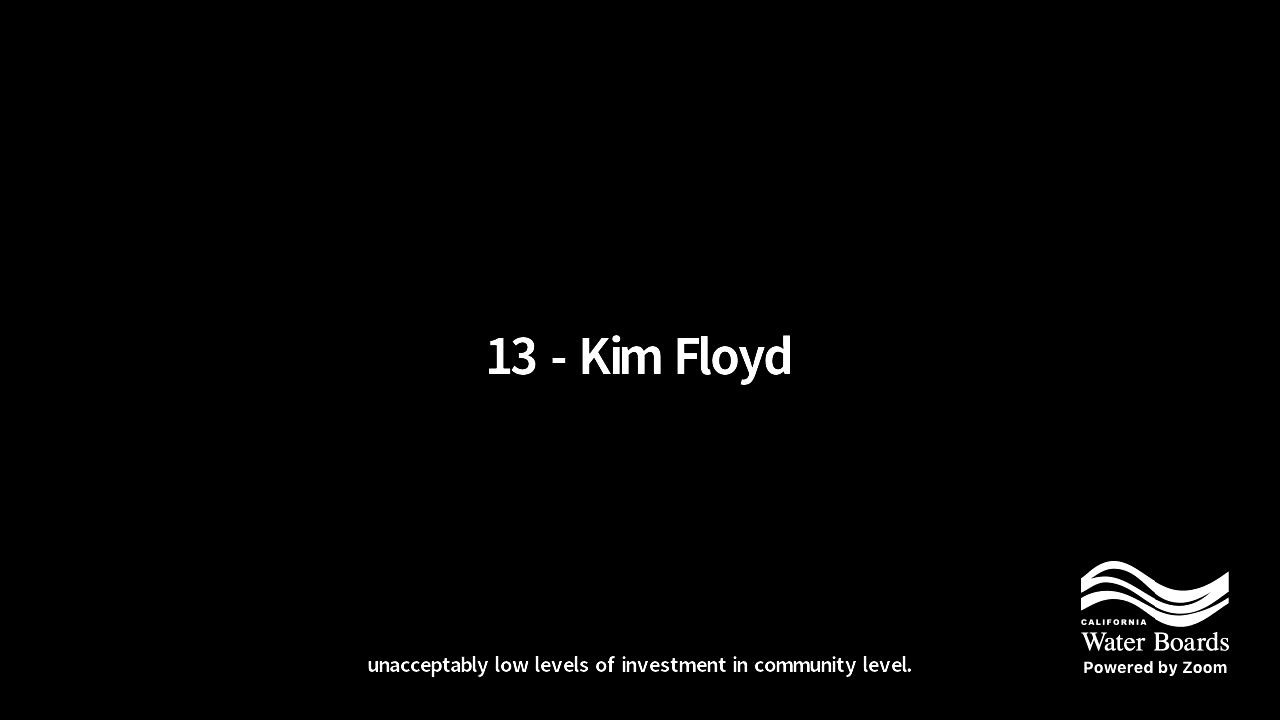 13 - Kim Floyd
unacceptably low levels of investment in community level.
CALIFORNIA
Water Boards
Powered by Zoom